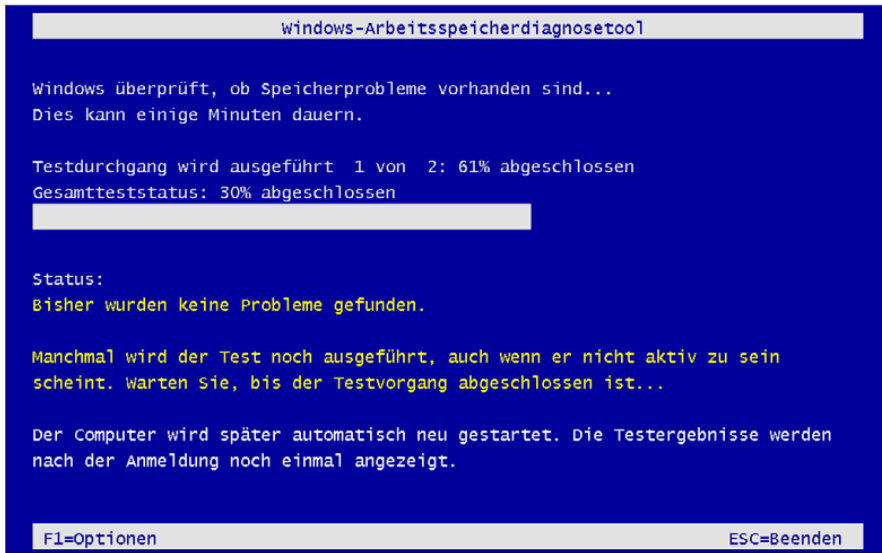 Windows-Arbeitsspeicherdiagnosetool
Windows überprüft, ob Speicherprobleme vorhanden sind...
Dies kann einige Minuten dauern.
Testdurchgang wird ausgeführt 1 von 2: 61% abgeschlossen
Gesamtteststatus: 30% abgeschlossen
Status:
Bisher wurden keine Probleme gefunden.
Manchmal wird der Test noch ausgeführt, auch wenn er nicht aktiv zu sein
scheint. Warten Sie, bis der Testvorgang abgeschlossen ist...
Der Computer wird später automatisch neu gestartet. Die Testergebnisse werden
nach der Anmeldung noch einmal angezeigt.
F1=Optionen ESC=Beenden